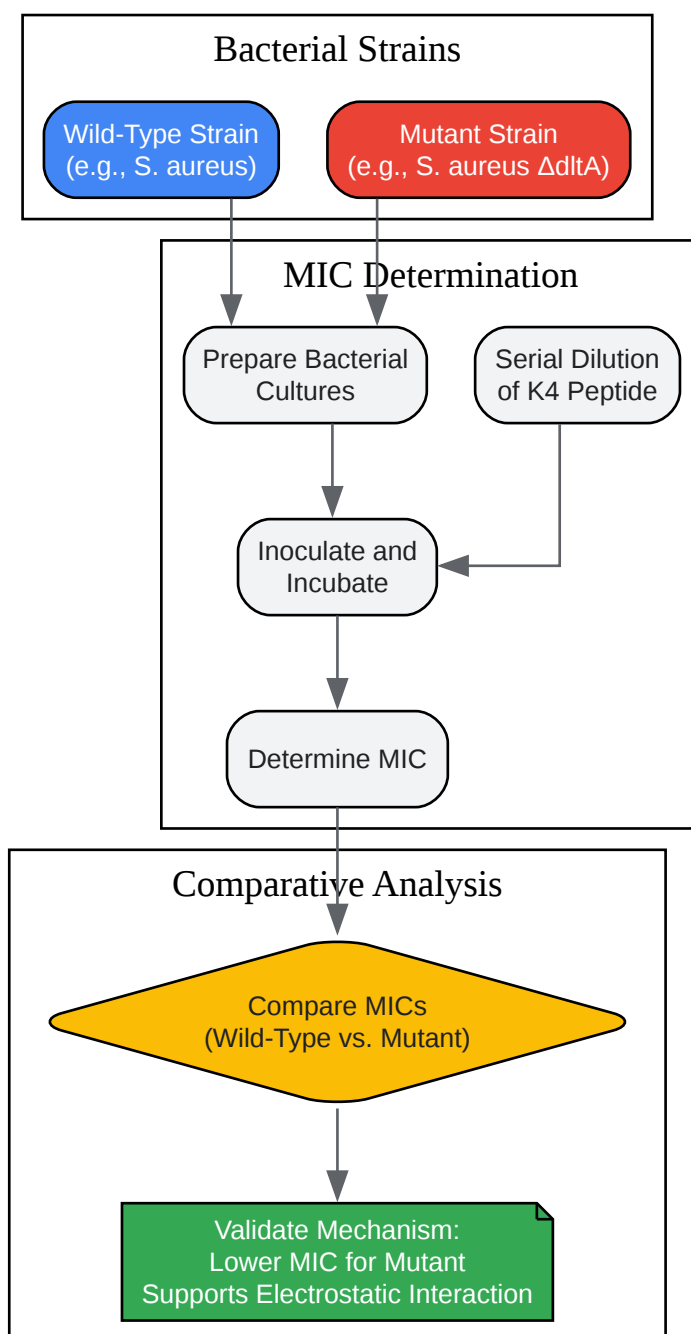 Bacterial Strains
Wild-Type Strain
(e.g., S. aureus)
Mutant Strain
(e.g., S. aureus ΔdltA)
MIC Determination
Prepare Bacterial
Cultures
Serial Dilution
of K4 Peptide
Inoculate and
Incubate
Determine MIC
Comparative Analysis
Compare MICs
(Wild-Type vs. Mutant)
Validate Mechanism:
Lower MIC for Mutant
Supports Electrostatic Interaction